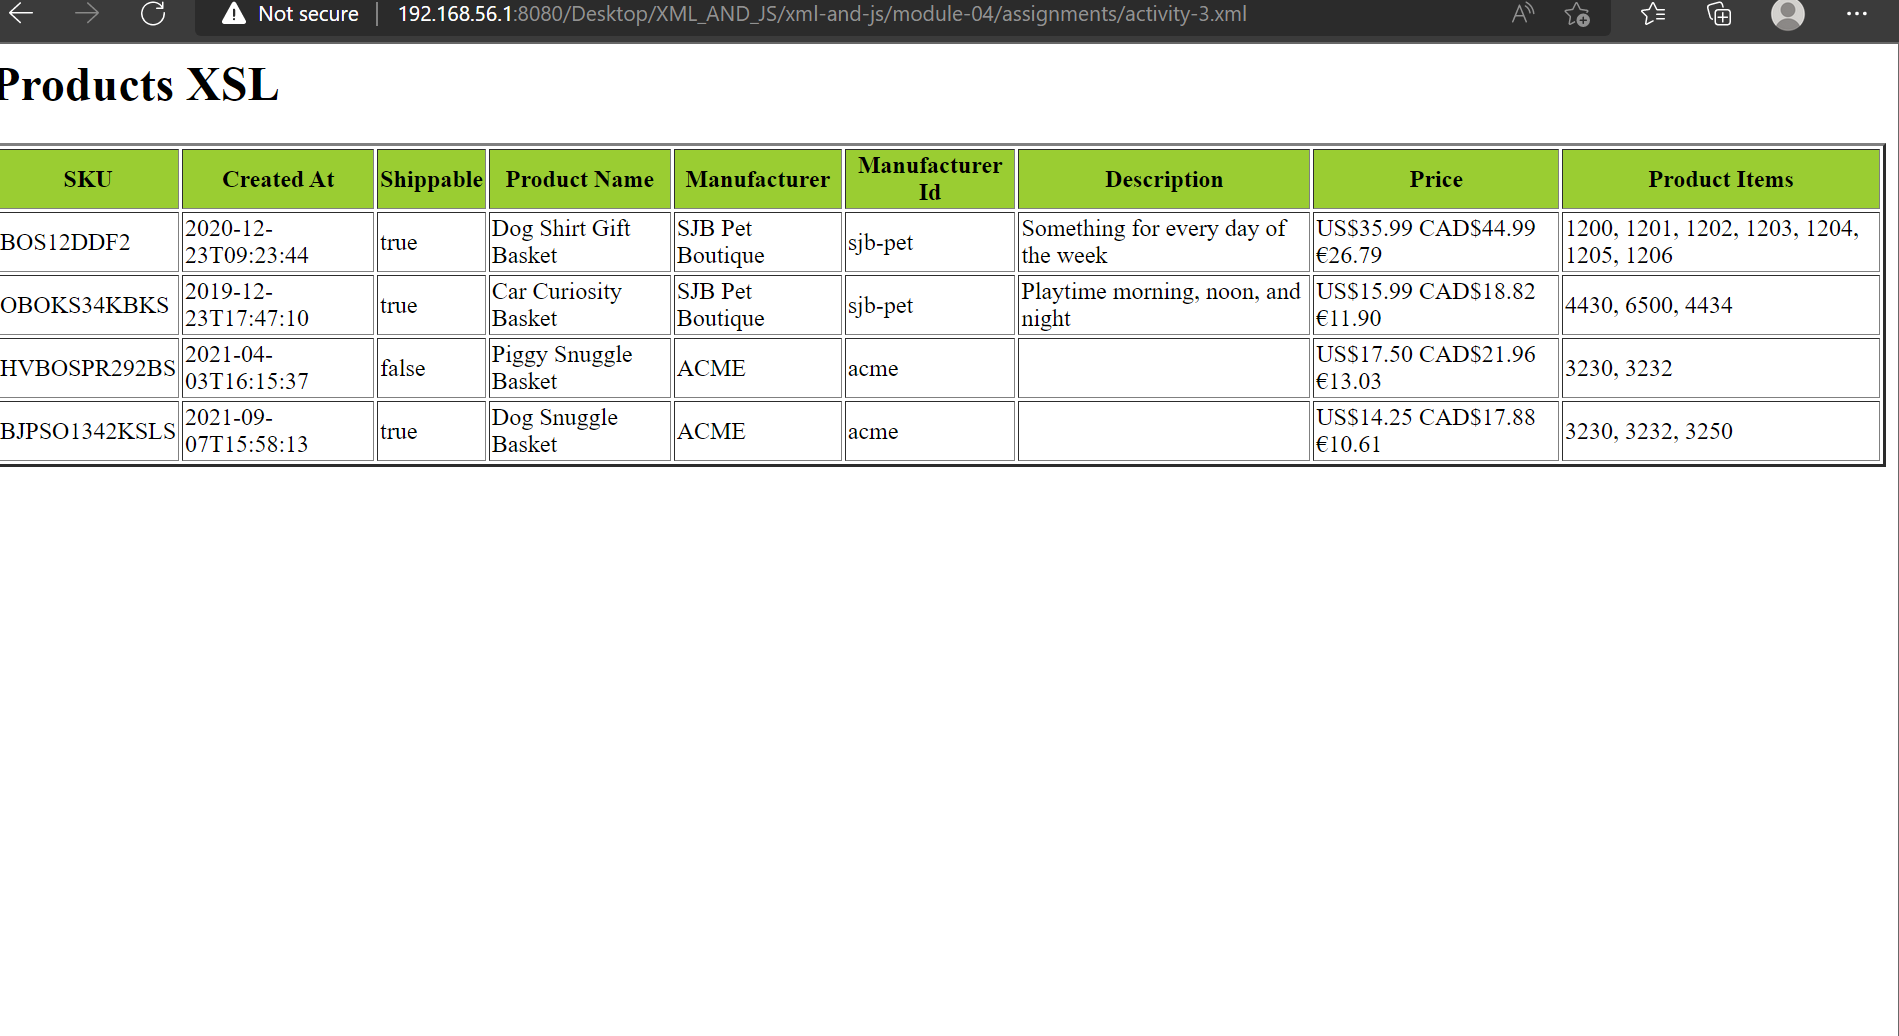 Not secure | 192.168.56.1:8080/Desktop/XML_AND_JS/xml-and-js/module-04/assignments/activity-3.xml
Products XSL
SKU Created At Shippable Product Name Manufacturer Manufacturer Id Description Price Product Items
BOS12DDF2 2020-12-23T09:23:44 true Dog Shirt Gift Basket SJB Pet Boutique sjb-pet Something for every day of the week US$35.99 CAD$44.99 €26.79 1200, 1201, 1202, 1203, 1204, 1205, 1206
OBOKS34KBKS 2019-12-23T17:47:10 true Car Curiosity Basket SJB Pet Boutique sjb-pet Playtime morning, noon, and night US$15.99 CAD$18.82 €11.90 4430, 6500, 4434
HVBOSPR292BS 2021-04-03T16:15:37 false Piggy Snuggle Basket ACME acme US$17.50 CAD$21.96 €13.03 3230, 3232
BJPSO1342KSLS 2021-09-07T15:58:13 true Dog Snuggle Basket ACME acme US$14.25 CAD$17.88 €10.61 3230, 3232, 3250